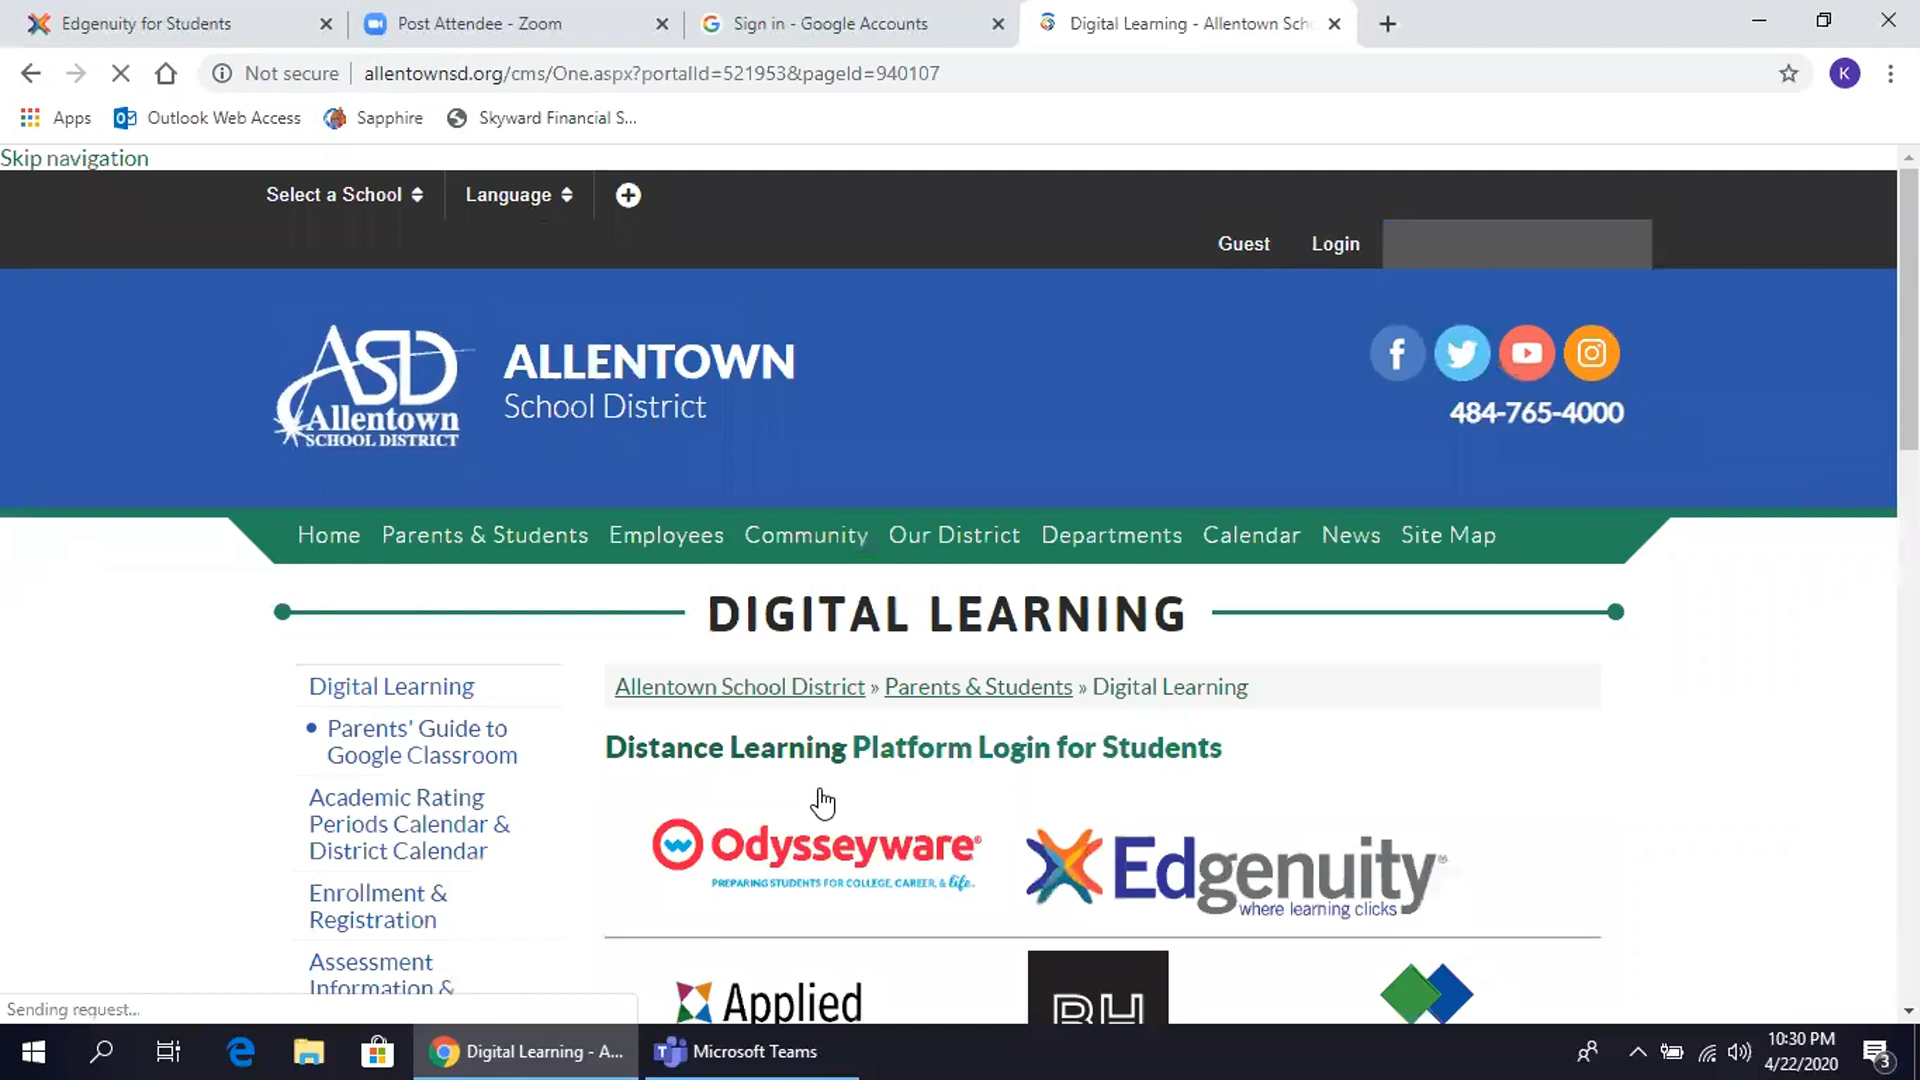 Edgenuity for Students
Post Attendee - Zoom
Sign in - Google Accounts
Digital Learning - Allentown Sch
Not secure
allentownsd.org/cms/One.aspx?portalId=521953&pageId=940107
K
Apps
Outlook Web Access
Sapphire
Skyward Financial S...
Skip navigation
Select a School
Language
Guest
Login
ASD
Allentown
SCHOOL DISTRICT
ALLENTOWN
School District
484-765-4000
Home
Parents & Students
Employees
Community
Our District
Departments
Calendar
News
Site Map
DIGITAL LEARNING
Digital Learning
Parents' Guide to
Google Classroom
Academic Rating
Periods Calendar &
District Calendar
Enrollment &
Registration
Assessment
Information &
Allentown School District » Parents & Students » Digital Learning
Distance Learning Platform Login for Students
Odysseyware®
PREPARING STUDENTS FOR COLLEGE, CAREER, & life.
Edgenuity®
where learning clicks
Applied
BH
Sending request...
Digital Learning - A...
Microsoft Teams
10:30 PM
4/22/2020
3